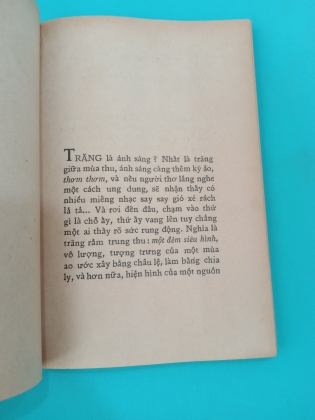 TRĂNG là ánh sáng ? Nhất là trăng
giữa mùa thu, ánh sáng càng thêm kỳ ảo,
thơm thơm, và nếu người thơ lắng nghe
một cách ung dung, sẽ nhận thấy có
nhiều miếng nhạc say say gió xé rách
lả tả... Và rơi đến đâu, chạm vào thứ
gì là chỗ ấy, thứ ấy vang lên tuy chẳng
một ai thấy rõ sức rung động. Nghĩa là
trăng rằm trung thu : một đêm siêu hình,
vô lượng, tượng trưng của một mùa
ao ước xây bằng châu lệ, làm bằng chia
ly, và hơn nữa, hiện hình của một nguồn